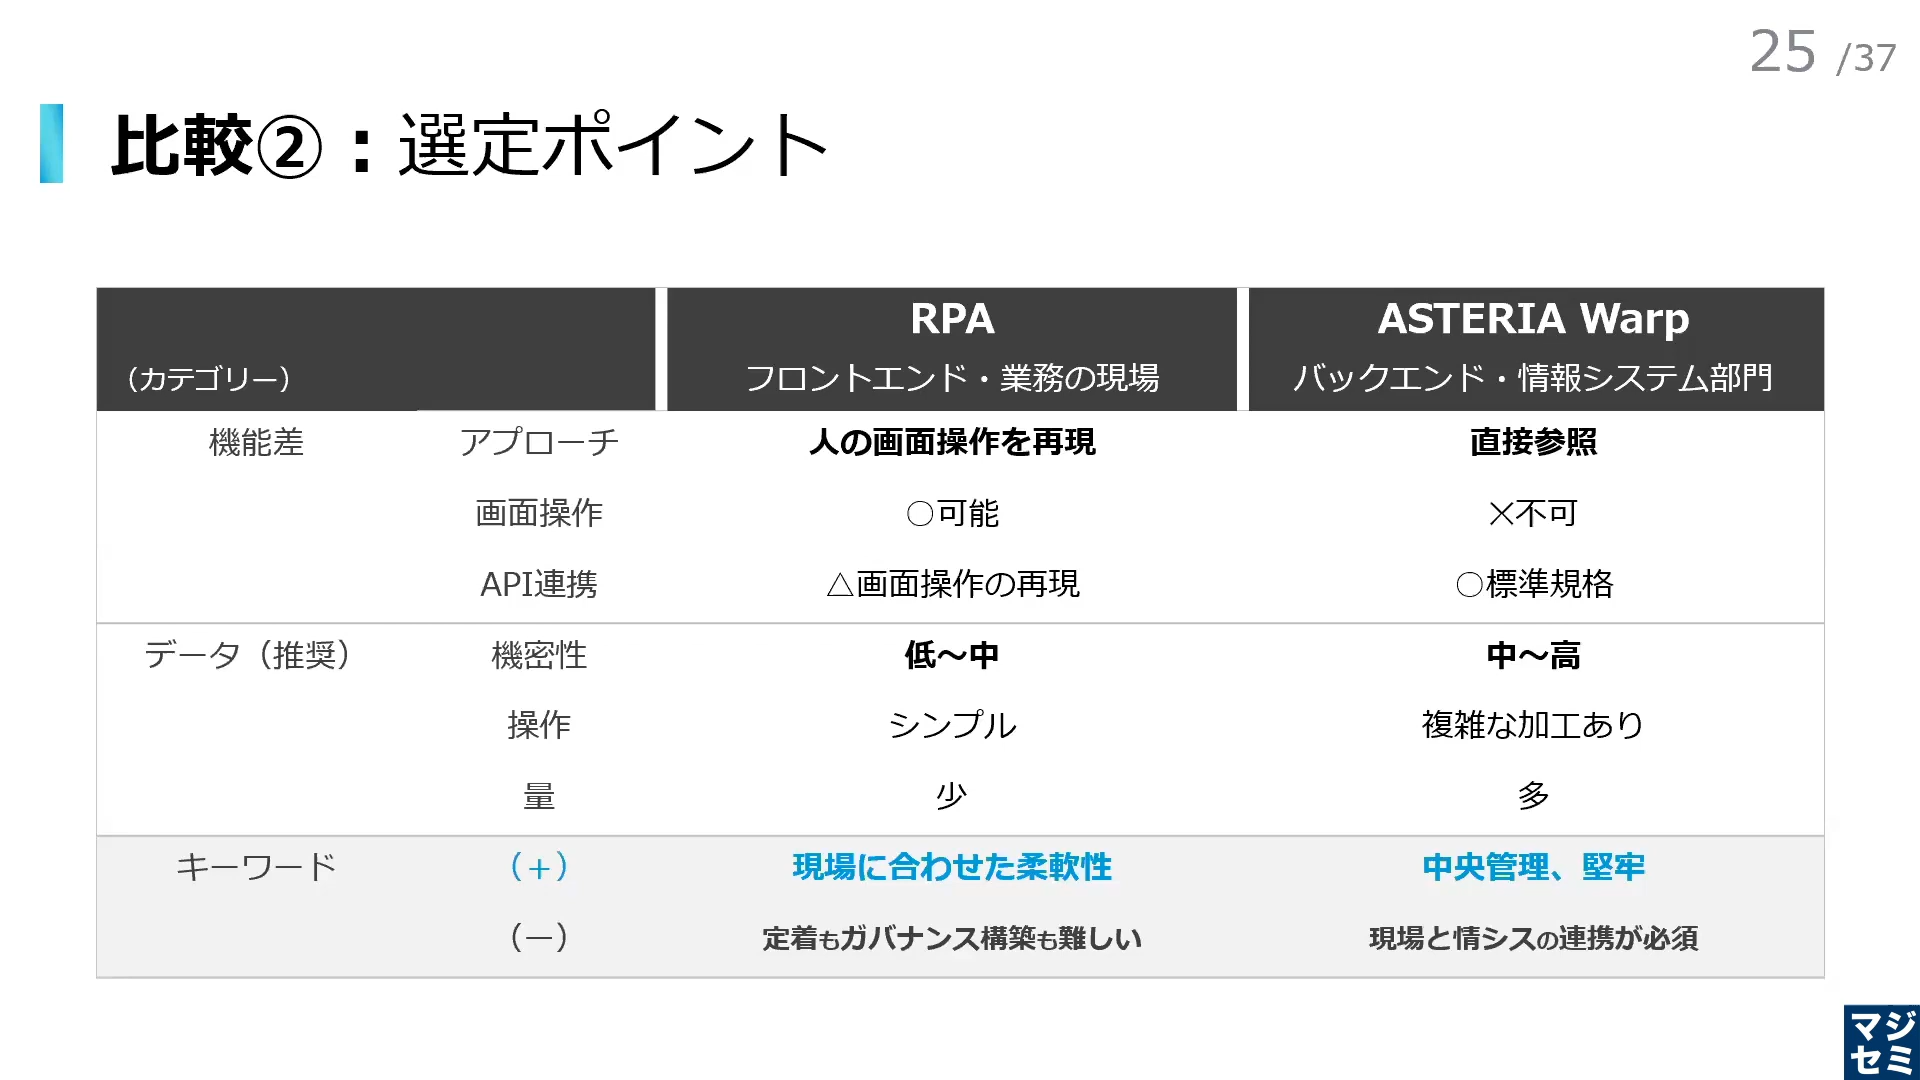 25 /37
比較②：選定ポイント
（カテゴリー）
RPA
フロントエンド・業務の現場
ASTERIA Warp
バックエンド・情報システム部門
機能差 アプローチ 人の画面操作を再現 直接参照
画面操作 ○可能 ×不可
API連携 △画面操作の再現 ○標準規格
データ（推奨） 機密性 低～中 中～高
操作 シンプル 複雑な加工あり
量 少 多
キーワード （＋） 現場に合わせた柔軟性 中央管理、堅牢
（－） 定着もガバナンス構築も難しい 現場と情シスの連携が必須
マジ
セミ